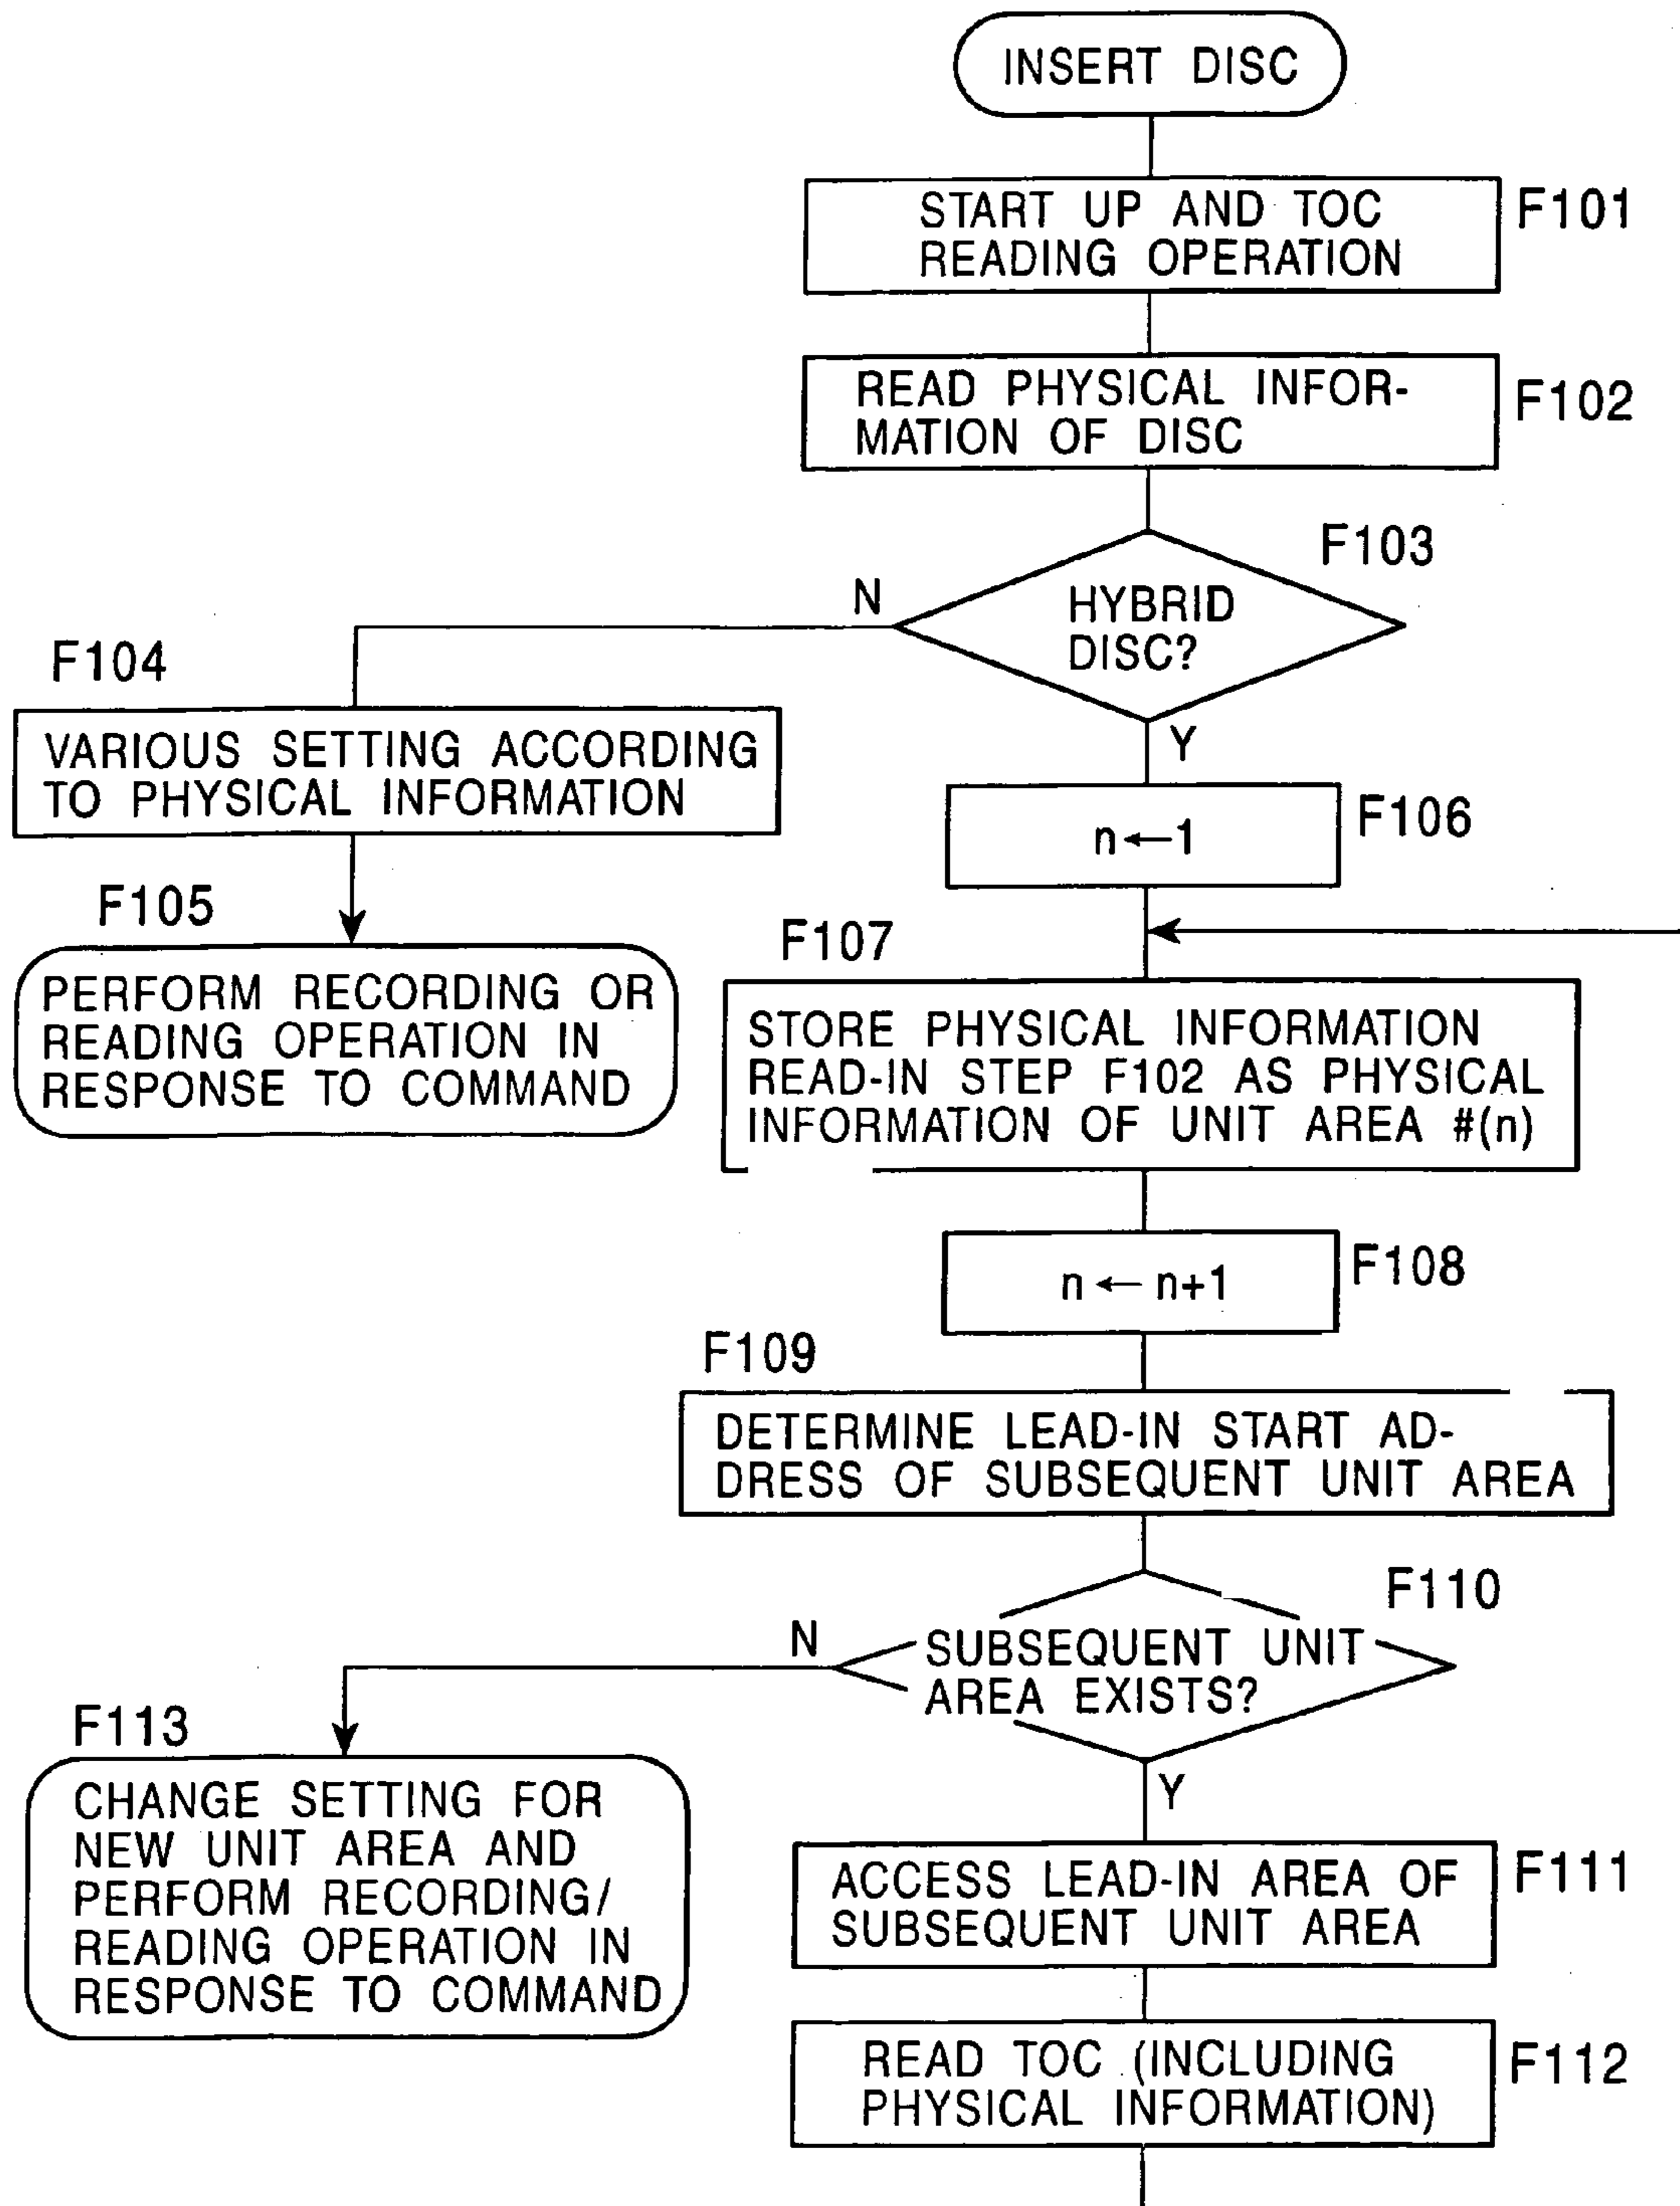 INSERT DISC
START UP AND TOC
READING OPERATION
F101
READ PHYSICAL INFOR-
MATION OF DISC
F102
F103
HYBRID
DISC?
N
Y
F104
VARIOUS SETTING ACCORDING
TO PHYSICAL INFORMATION
F105
PERFORM RECORDING OR
READING OPERATION IN
RESPONSE TO COMMAND
n←1
F106
F107
STORE PHYSICAL INFORMATION
READ-IN STEP F102 AS PHYSICAL
INFORMATION OF UNIT AREA #(n)
n←n+1
F108
F109
DETERMINE LEAD-IN START AD-
DRESS OF SUBSEQUENT UNIT AREA
F110
SUBSEQUENT UNIT
AREA EXISTS?
N
Y
F113
CHANGE SETTING FOR
NEW UNIT AREA AND
PERFORM RECORDING/
READING OPERATION IN
RESPONSE TO COMMAND
ACCESS LEAD-IN AREA OF
SUBSEQUENT UNIT AREA
F111
READ TOC (INCLUDING
PHYSICAL INFORMATION)
F112